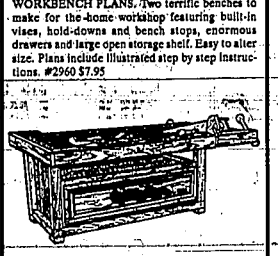 WORKBENCH PLANS. Two terrific benches to
make for the home workshop featuring built-in
vises, hold-downs and bench stops, enormous
drawers and large open storage shelf. Easy to alter
size. Plans include illustrated step by step instruc-
tions. #2960 $7.95